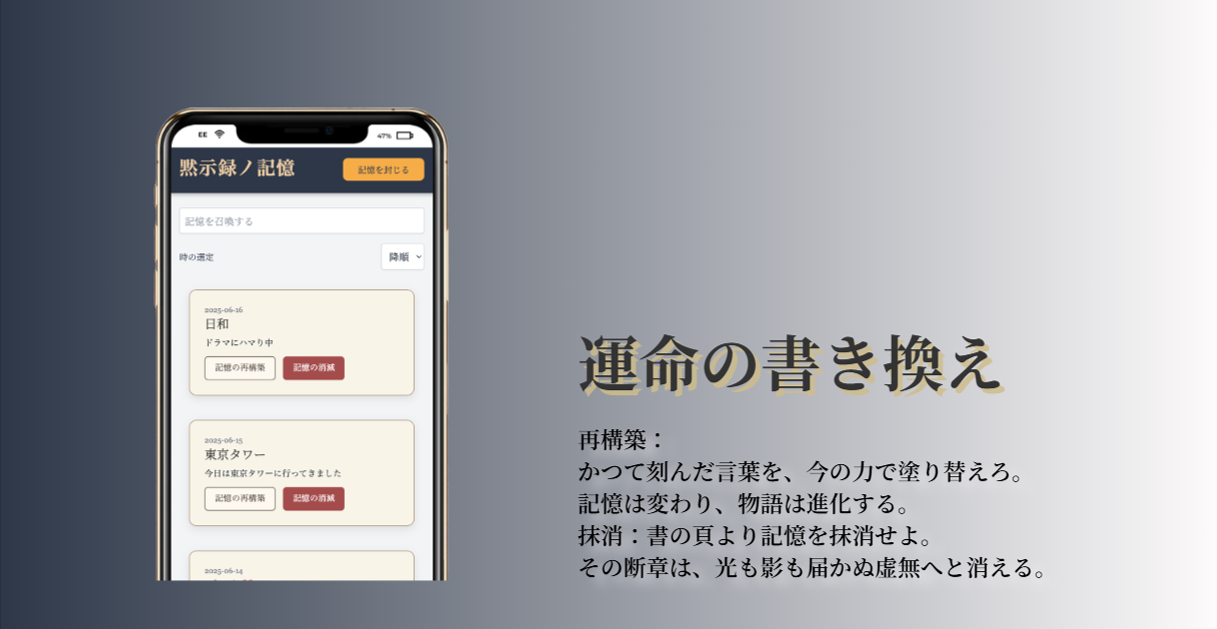 EE
47%
黙示録ノ記憶
記憶を封じる
記憶を召喚する
時の選定
降順
2025-06-16
日和
ドラマにハマり中
記憶の再構築
記憶の消滅
2025-06-15
東京タワー
今日は東京タワーに行ってきました
記憶の再構築
記憶の消滅
2025-06-14
運命の書き換え
再構築：
かつて刻んだ言葉を、今の力で塗り替えろ。
記憶は変わり、物語は進化する。
抹消：書の頁より記憶を抹消せよ。
その断章は、光も影も届かぬ虚無へと消える。